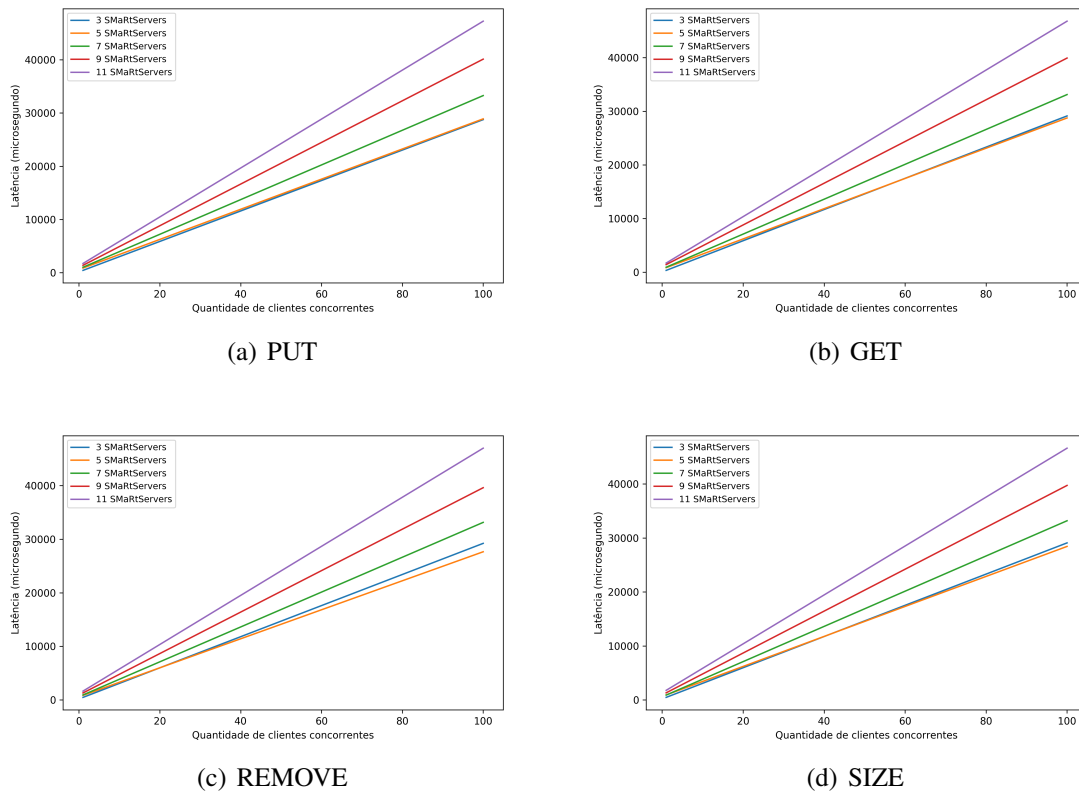 3 SMaRtServers
5 SMaRtServers
7 SMaRtServers
9 SMaRtServers
11 SMaRtServers
Latência (microsegundo)
40000
30000
20000
10000
0
0 20 40 60 80 100
Quantidade de clientes concorrentes
(a) PUT
3 SMaRtServers
5 SMaRtServers
7 SMaRtServers
9 SMaRtServers
11 SMaRtServers
Latência (microsegundo)
40000
30000
20000
10000
0
0 20 40 60 80 100
Quantidade de clientes concorrentes
(b) GET
3 SMaRtServers
5 SMaRtServers
7 SMaRtServers
9 SMaRtServers
11 SMaRtServers
Latência (microsegundo)
40000
30000
20000
10000
0
0 20 40 60 80 100
Quantidade de clientes concorrentes
(c) REMOVE
3 SMaRtServers
5 SMaRtServers
7 SMaRtServers
9 SMaRtServers
11 SMaRtServers
Latência (microsegundo)
40000
30000
20000
10000
0
0 20 40 60 80 100
Quantidade de clientes concorrentes
(d) SIZE